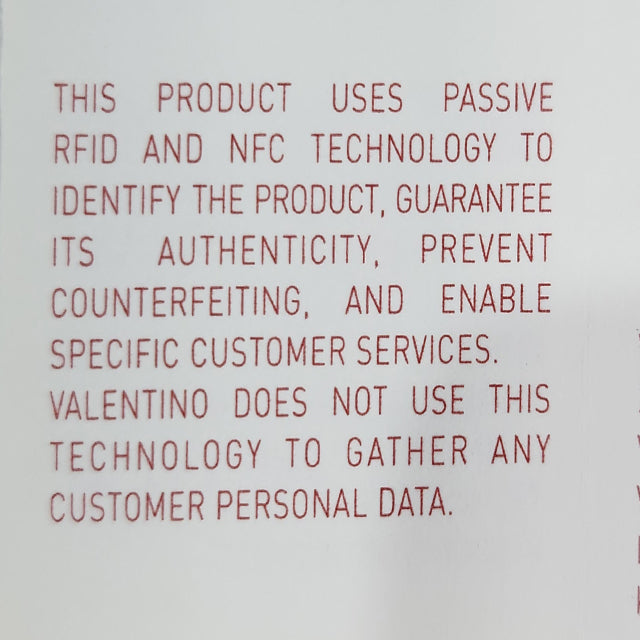 THIS PRODUCT USES PASSIVE
RFID AND NFC TECHNOLOGY TO
IDENTIFY THE PRODUCT, GUARANTEE
ITS AUTHENTICITY, PREVENT
COUNTERFEITING, AND ENABLE
SPECIFIC CUSTOMER SERVICES.
VALENTINO DOES NOT USE THIS
TECHNOLOGY TO GATHER ANY
CUSTOMER PERSONAL DATA.